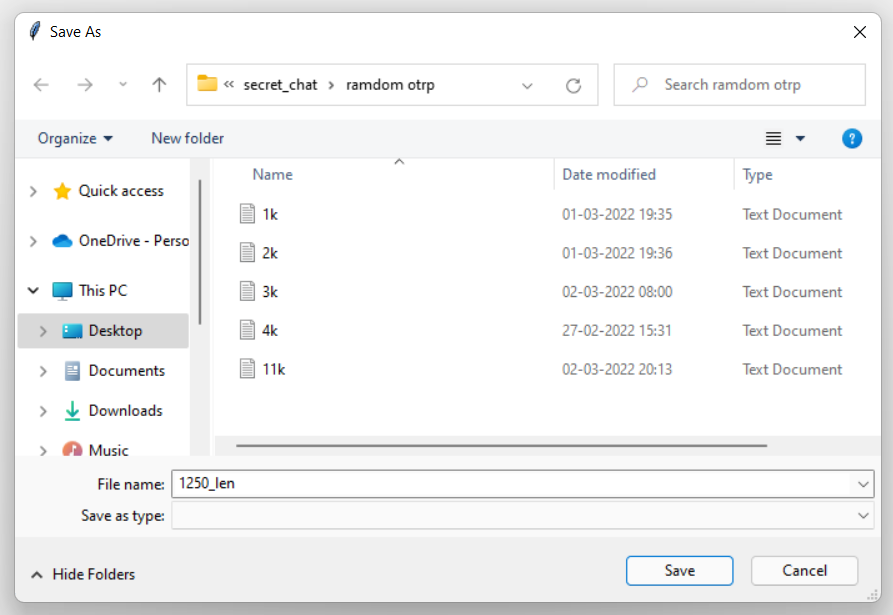 Save As
« secret_chat › ramdom otrp
Search ramdom otrp
Organize New folder
?
Name Date modified Type
Quick access
OneDrive - Perso
This PC
Desktop
Documents
Downloads
Music
1k 01-03-2022 19:35 Text Document
2k 01-03-2022 19:36 Text Document
3k 02-03-2022 08:00 Text Document
4k 27-02-2022 15:31 Text Document
11k 02-03-2022 20:13 Text Document
File name: 1250_len
Save as type:
Hide Folders
Save Cancel